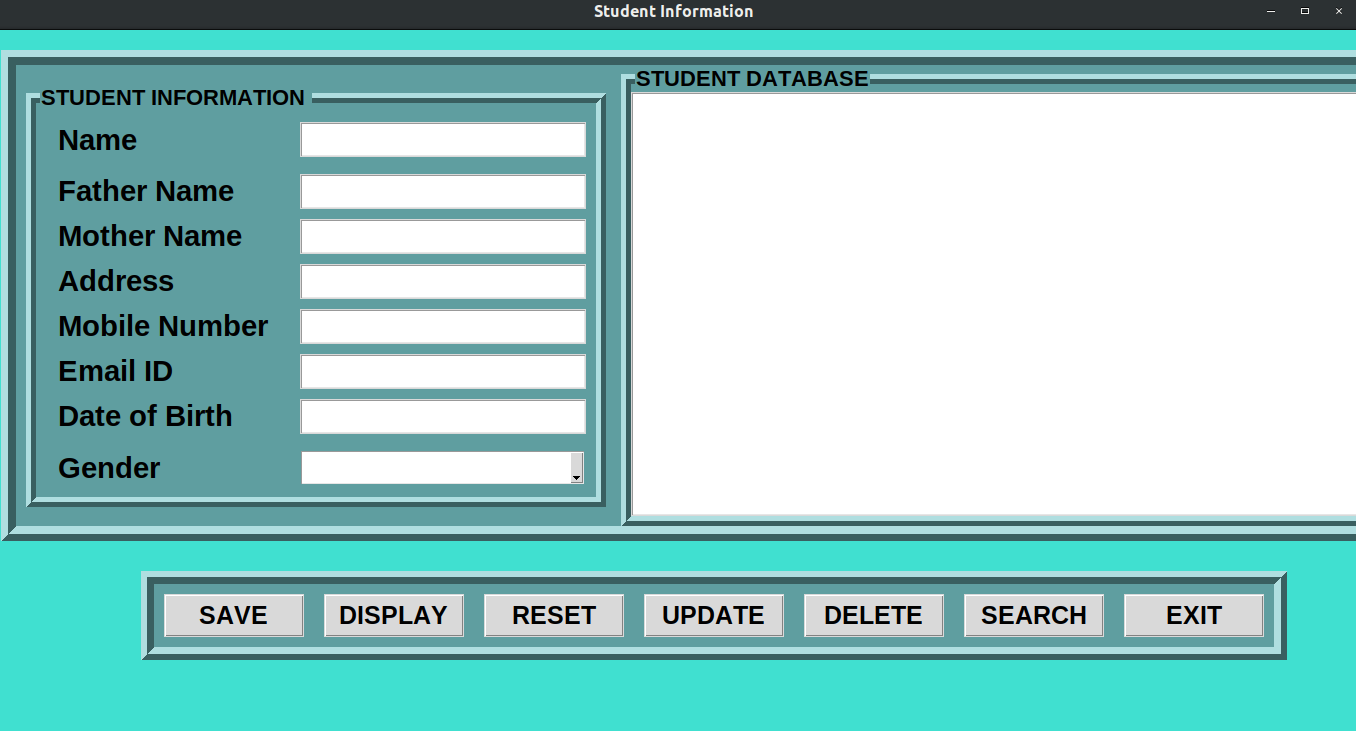 Student Information
STUDENT INFORMATION
Name
Father Name
Mother Name
Address
Mobile Number
Email ID
Date of Birth
Gender
STUDENT DATABASE
SAVE
DISPLAY
RESET
UPDATE
DELETE
SEARCH
EXIT